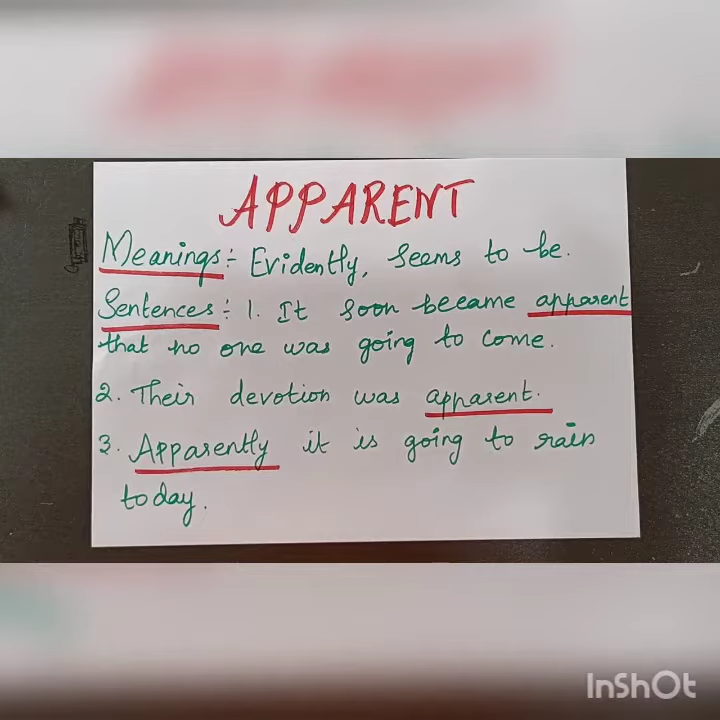 APPARENT
Meanings:- Evidently, seems to be.
Sentences:- 1. It soon became apparent
that no one was going to come.
2. Their devotion was apparent.
3. Apparently it is going to rain
today.
InShOt